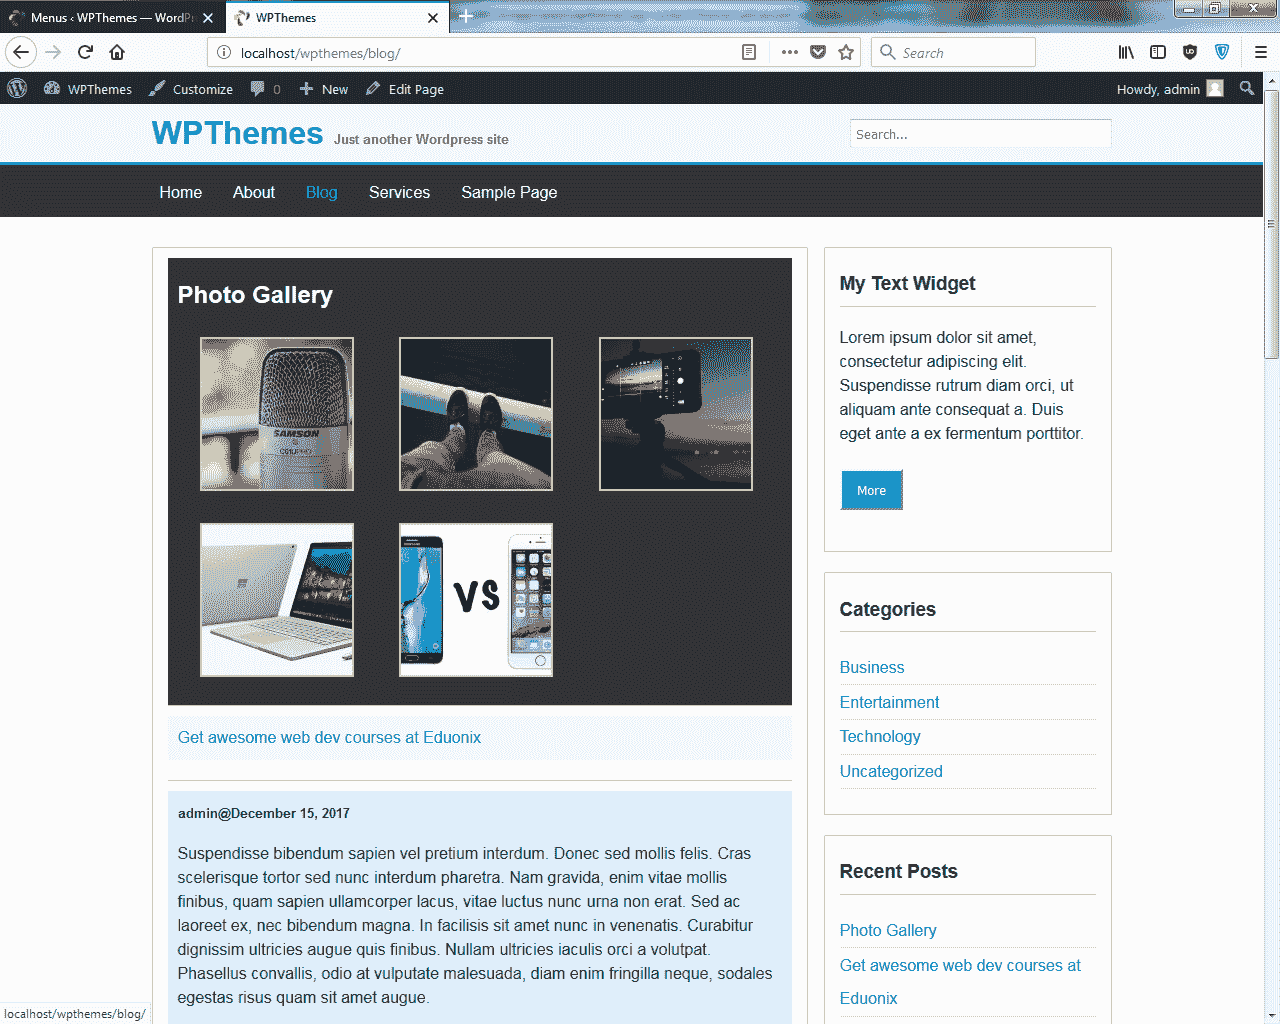 Menus ‹ WPThemes — WordPr
WPThemes
localhost/wpthemes/blog/
Search
WPThemes
Customize
0
New
Edit Page
Howdy, admin
WPThemes Just another Wordpress site
Search...
Home
About
Blog
Services
Sample Page
Photo Gallery
SAMSON
VS
Get awesome web dev courses at Eduonix
admin@December 15, 2017
Suspendisse bibendum sapien vel pretium interdum. Donec sed mollis felis. Cras
scelerisque tortor sed nunc interdum pharetra. Nam gravida, enim vitae mollis
finibus, quam sapien ullamcorper lacus, vitae luctus nunc urna non erat. Sed ac
laoreet ex, nec bibendum magna. In facilisis sit amet nunc in venenatis. Curabitur
dignissim ultricies augue quis finibus. Nullam ultricies iaculis orci a volutpat.
Phasellus convallis, odio at vulputate malesuada, diam enim fringilla neque, sodales
egestas risus quam sit amet augue.
My Text Widget
Lorem ipsum dolor sit amet,
consectetur adipiscing elit.
Suspendisse rutrum diam orci, ut
aliquam ante consequat a. Duis
eget ante a ex fermentum porttitor.
More
Categories
Business
Entertainment
Technology
Uncategorized
Recent Posts
Photo Gallery
Get awesome web dev courses at
Eduonix
localhost/wpthemes/blog/